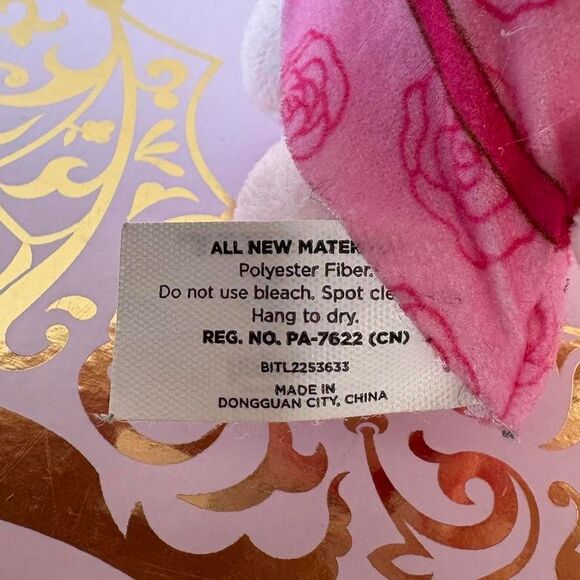 ALL NEW MATER
Polyester Fiber.
Do not use bleach. Spot cle
Hang to dry.
REG. NO. PA-7622 (CN)
BITL2253633
MADE IN
DONGGUAN CITY, CHINA